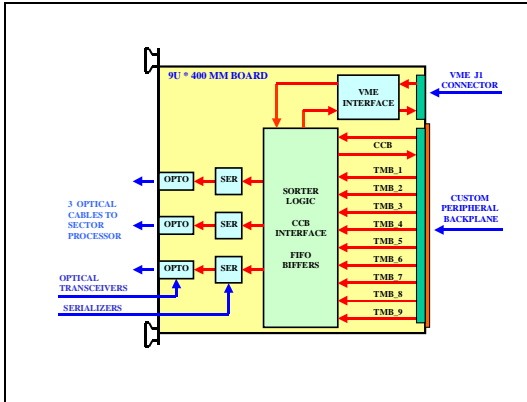 9U * 400 MM BOARD
VME J1
CONNECTOR
VME
INTERFACE
CCB
TMB_1
TMB_2
TMB_3
TMB_4
TMB_5
TMB_6
TMB_7
TMB_8
TMB_9
SORTER
LOGIC
CCB
INTERFACE
FIFO
BIFFERS
OPTO
SER
OPTO
SER
OPTO
SER
3 OPTICAL
CABLES TO
SECTOR
PROCESSOR
CUSTOM
PERIPHERAL
BACKPLANE
OPTICAL
TRANSCEIVERS
SERIALIZERS